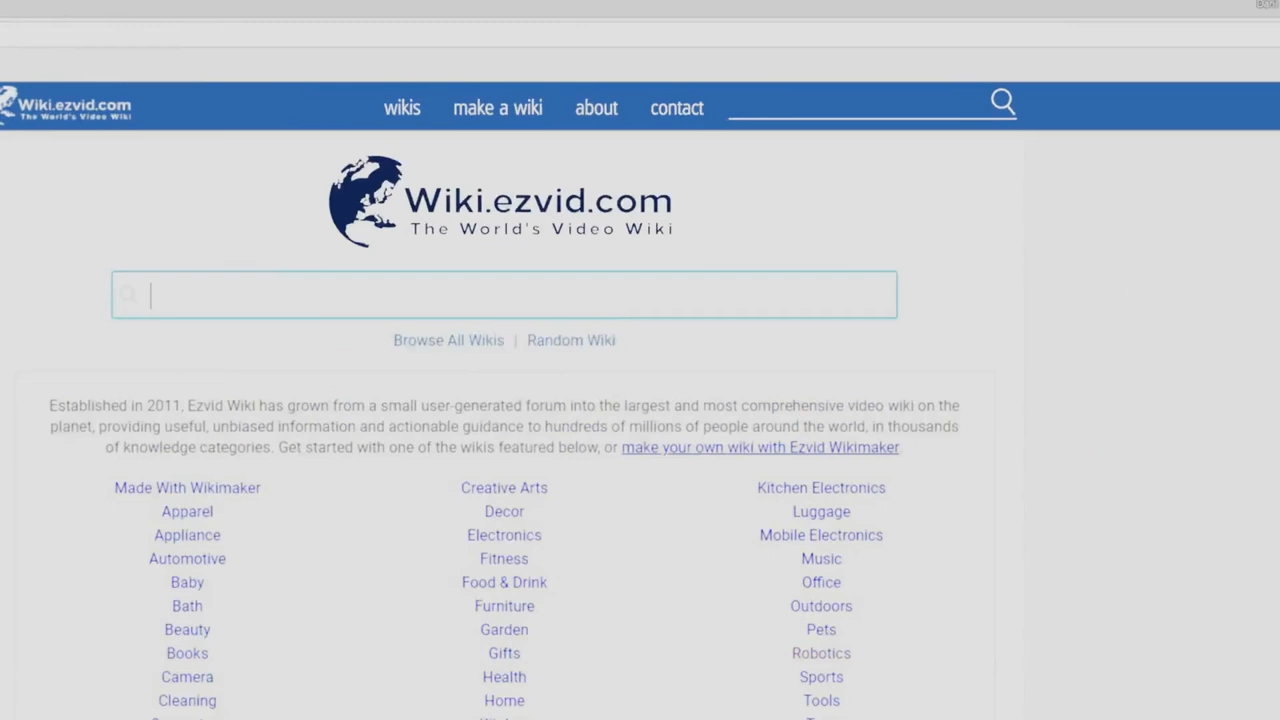 Wiki.ezvid.com
The World's Video Wiki
wikis make a wiki about contact
Wiki.ezvid.com
The World's Video Wiki
Browse All Wikis | Random Wiki
Established in 2011, Ezvid Wiki has grown from a small user-generated forum into the largest and most comprehensive video wiki on the
planet, providing useful, unbiased information and actionable guidance to hundreds of millions of people around the world, in thousands
of knowledge categories. Get started with one of the wikis featured below, or make your own wiki with Ezvid Wikimaker
Made With Wikimaker Creative Arts Kitchen Electronics
Apparel Decor Luggage
Appliance Electronics Mobile Electronics
Automotive Fitness Music
Baby Food & Drink Office
Bath Furniture Outdoors
Beauty Garden Pets
Books Gifts Robotics
Camera Health Sports
Cleaning Home Tools